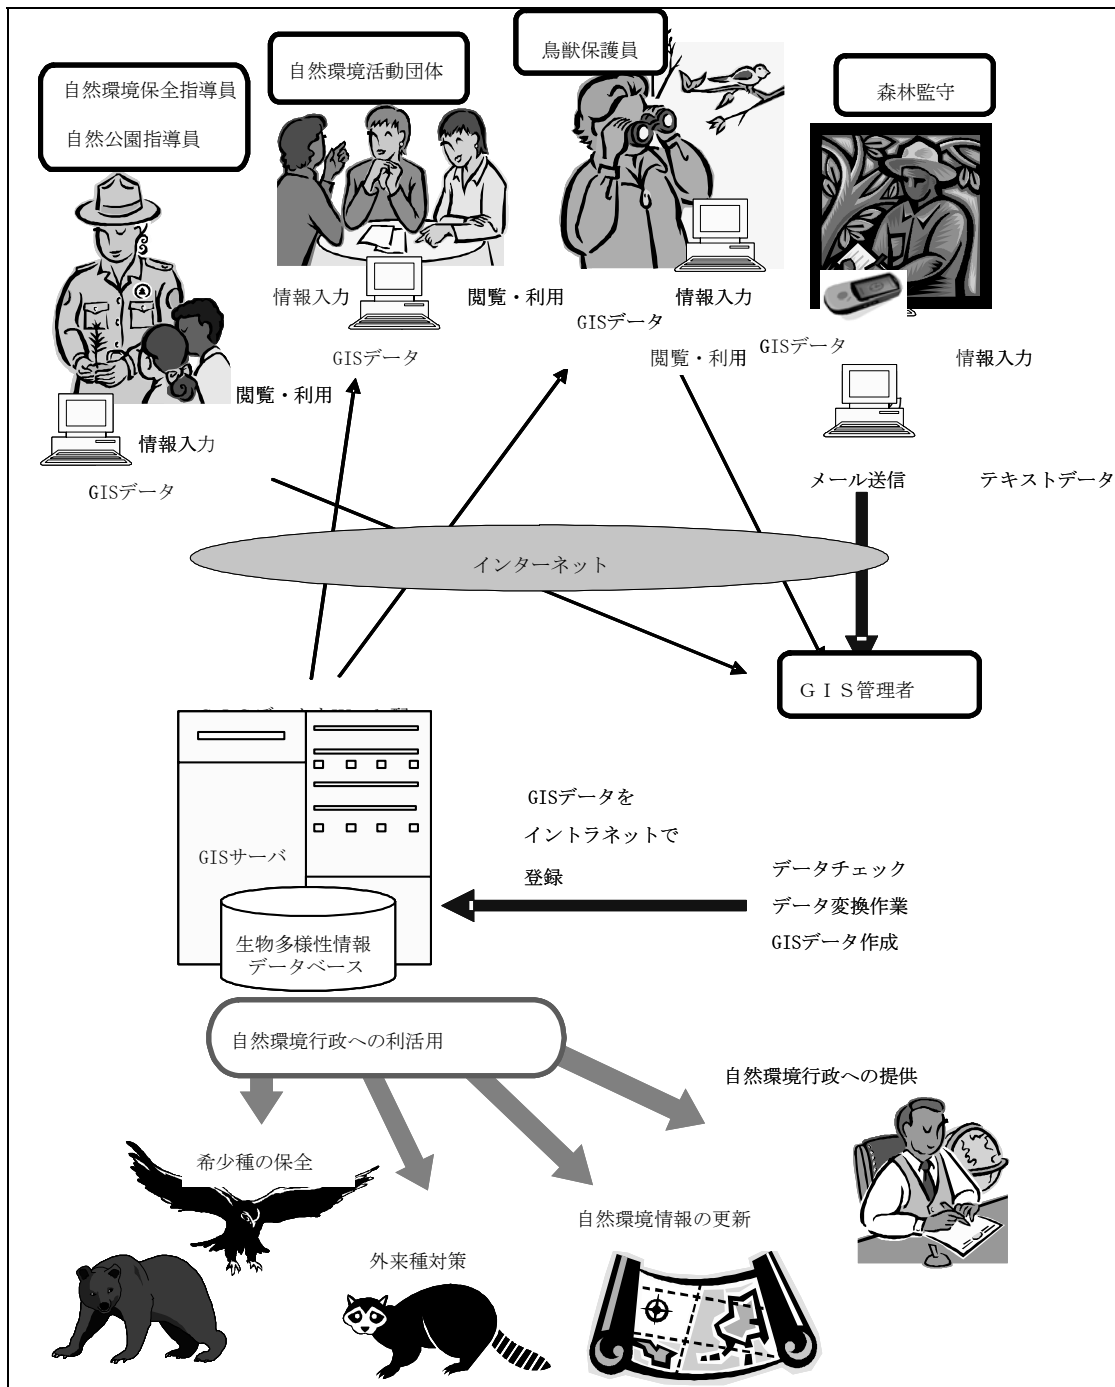 鳥獣保護員
自然環境活動団体
自然環境保全指導員
自然公園指導員
森林監守
情報入力
閲覧・利用
情報入力
GISデータ
GISデータ
閲覧・利用
GISデータ
情報入力
閲覧・利用
情報入力
GISデータ
メール送信
テキストデータ
インターネット
GIS管理者
GISデータを
イントラネットで
登録
GISサーバ
データチェック
データ変換作業
GISデータ作成
生物多様性情報
データベース
自然環境行政への利活用
自然環境行政への提供
希少種の保全
自然環境情報の更新
外来種対策